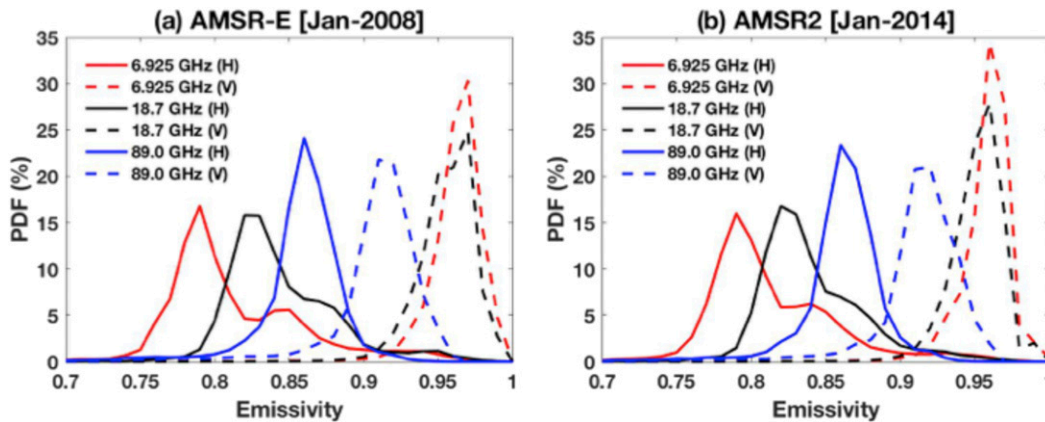 (a) AMSR-E [Jan-2008]
35
30
25
20
15
10
5
0
PDF (%)
6.925 GHz (H)
6.925 GHz (V)
18.7 GHz (H)
18.7 GHz (V)
89.0 GHz (H)
89.0 GHz (V)
0.7 0.75 0.8 0.85 0.9 0.95 1
Emissivity
(b) AMSR2 [Jan-2014]
35
30
25
20
15
10
5
0
PDF (%)
6.925 GHz (H)
6.925 GHz (V)
18.7 GHz (H)
18.7 GHz (V)
89.0 GHz (H)
89.0 GHz (V)
0.7 0.75 0.8 0.85 0.9 0.95
Emissivity